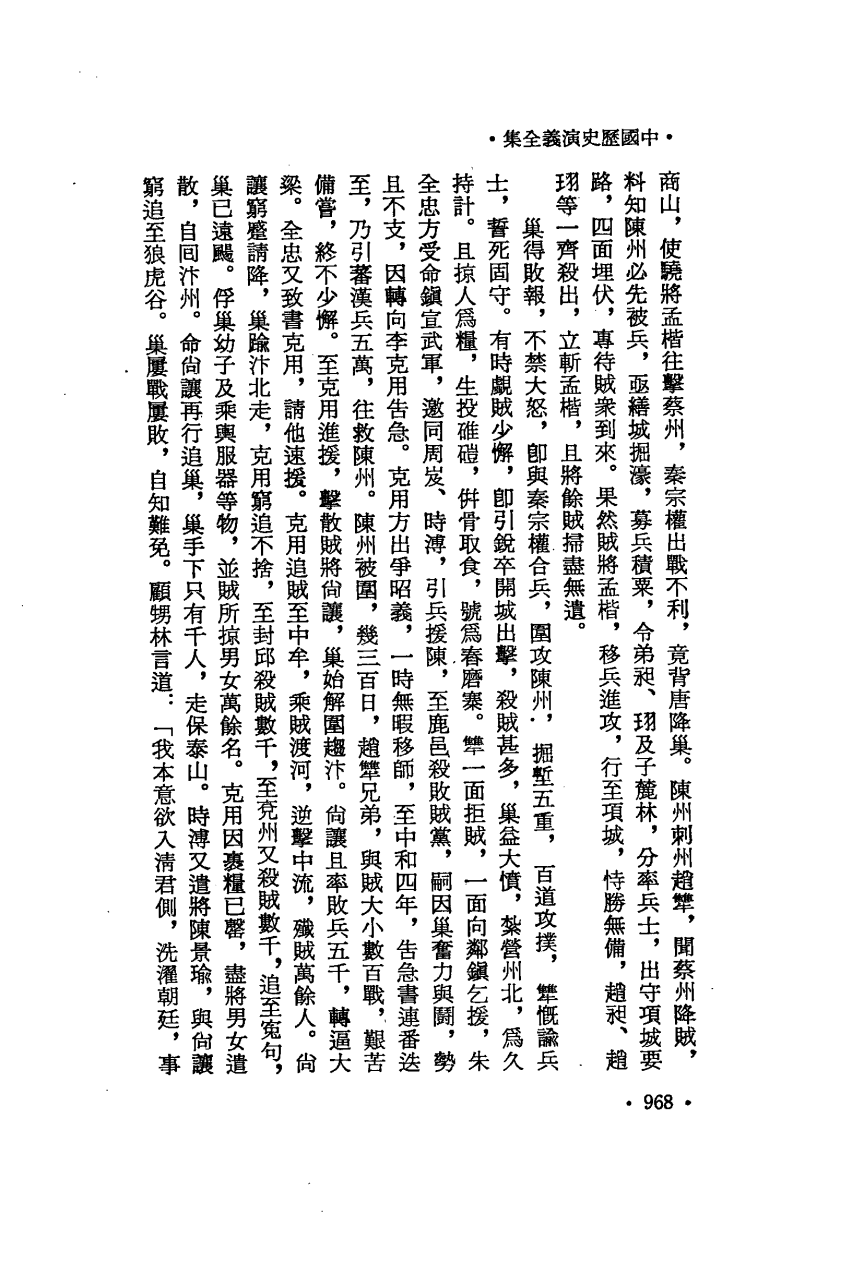 •中國歷史演義全集•
商山，使驍將孟楷往擊蔡州，秦宗權出戰不利，竟背唐降巢。陳州刺州趙犨，聞蔡州降賊，
料知陳州必先被兵，亟繕城掘濠，募兵積粟，令弟昶、珝及子麓林，分率兵士，出守項城要
路，四面埋伏，專待賊衆到來。果然賊將孟楷，移兵進攻，行至項城，恃勝無備，趙昶、趙
珝等一齊殺出，立斬孟楷，且將餘賊掃盡無遺。
巢得敗報，不禁大怒，卽與秦宗權合兵，圍攻陳州，掘塹五重，百道攻撲，犨慨諭兵
士，誓死固守。有時覷賊少懈，卽引銳卒開城出擊，殺賊甚多，巢益大憤，紮營州北，爲久
持計。且掠人爲糧，生投碓磑，倂骨取食，號爲舂磨寨。犨一面拒賊，一面向鄰鎭乞援，朱
全忠方受命鎭宣武軍，邀同周岌、時溥，引兵援陳，至鹿邑殺敗賊黨，嗣因巢奮力與鬭，勢
且不支，因轉向李克用告急。克用方出爭昭義，一時無暇移師，至中和四年，告急書連番迭
至，乃引蕃漢兵五萬，往救陳州。陳州被圍，幾三百日，趙犨兄弟，與賊大小數百戰，艱苦
備嘗，終不少懈。至克用進援，擊散賊將尙讓，巢始解圍趨汴。尙讓且率敗兵五千，轉逼大
梁。全忠又致書克用，請他速援。克用追賊至中牟，乘賊渡河，逆擊中流，殲賊萬餘人。尙
讓窮蹙請降，巢踰汴北走，克用窮追不捨，至封邱殺賊數千，至兗州又殺賊數千，追至寃句，
巢已遠颺。俘巢幼子及乘輿服器等物，並賊所掠男女萬餘名。克用因裹糧已罄，盡將男女遣
散，自囘汴州。命尙讓再行追巢，巢手下只有千人，走保泰山。時溥又遣將陳景瑜，與尙讓
窮追至狼虎谷。巢屢戰屢敗，自知難免。顧甥林言道：「我本意欲入淸君側，洗濯朝廷，事
•968•